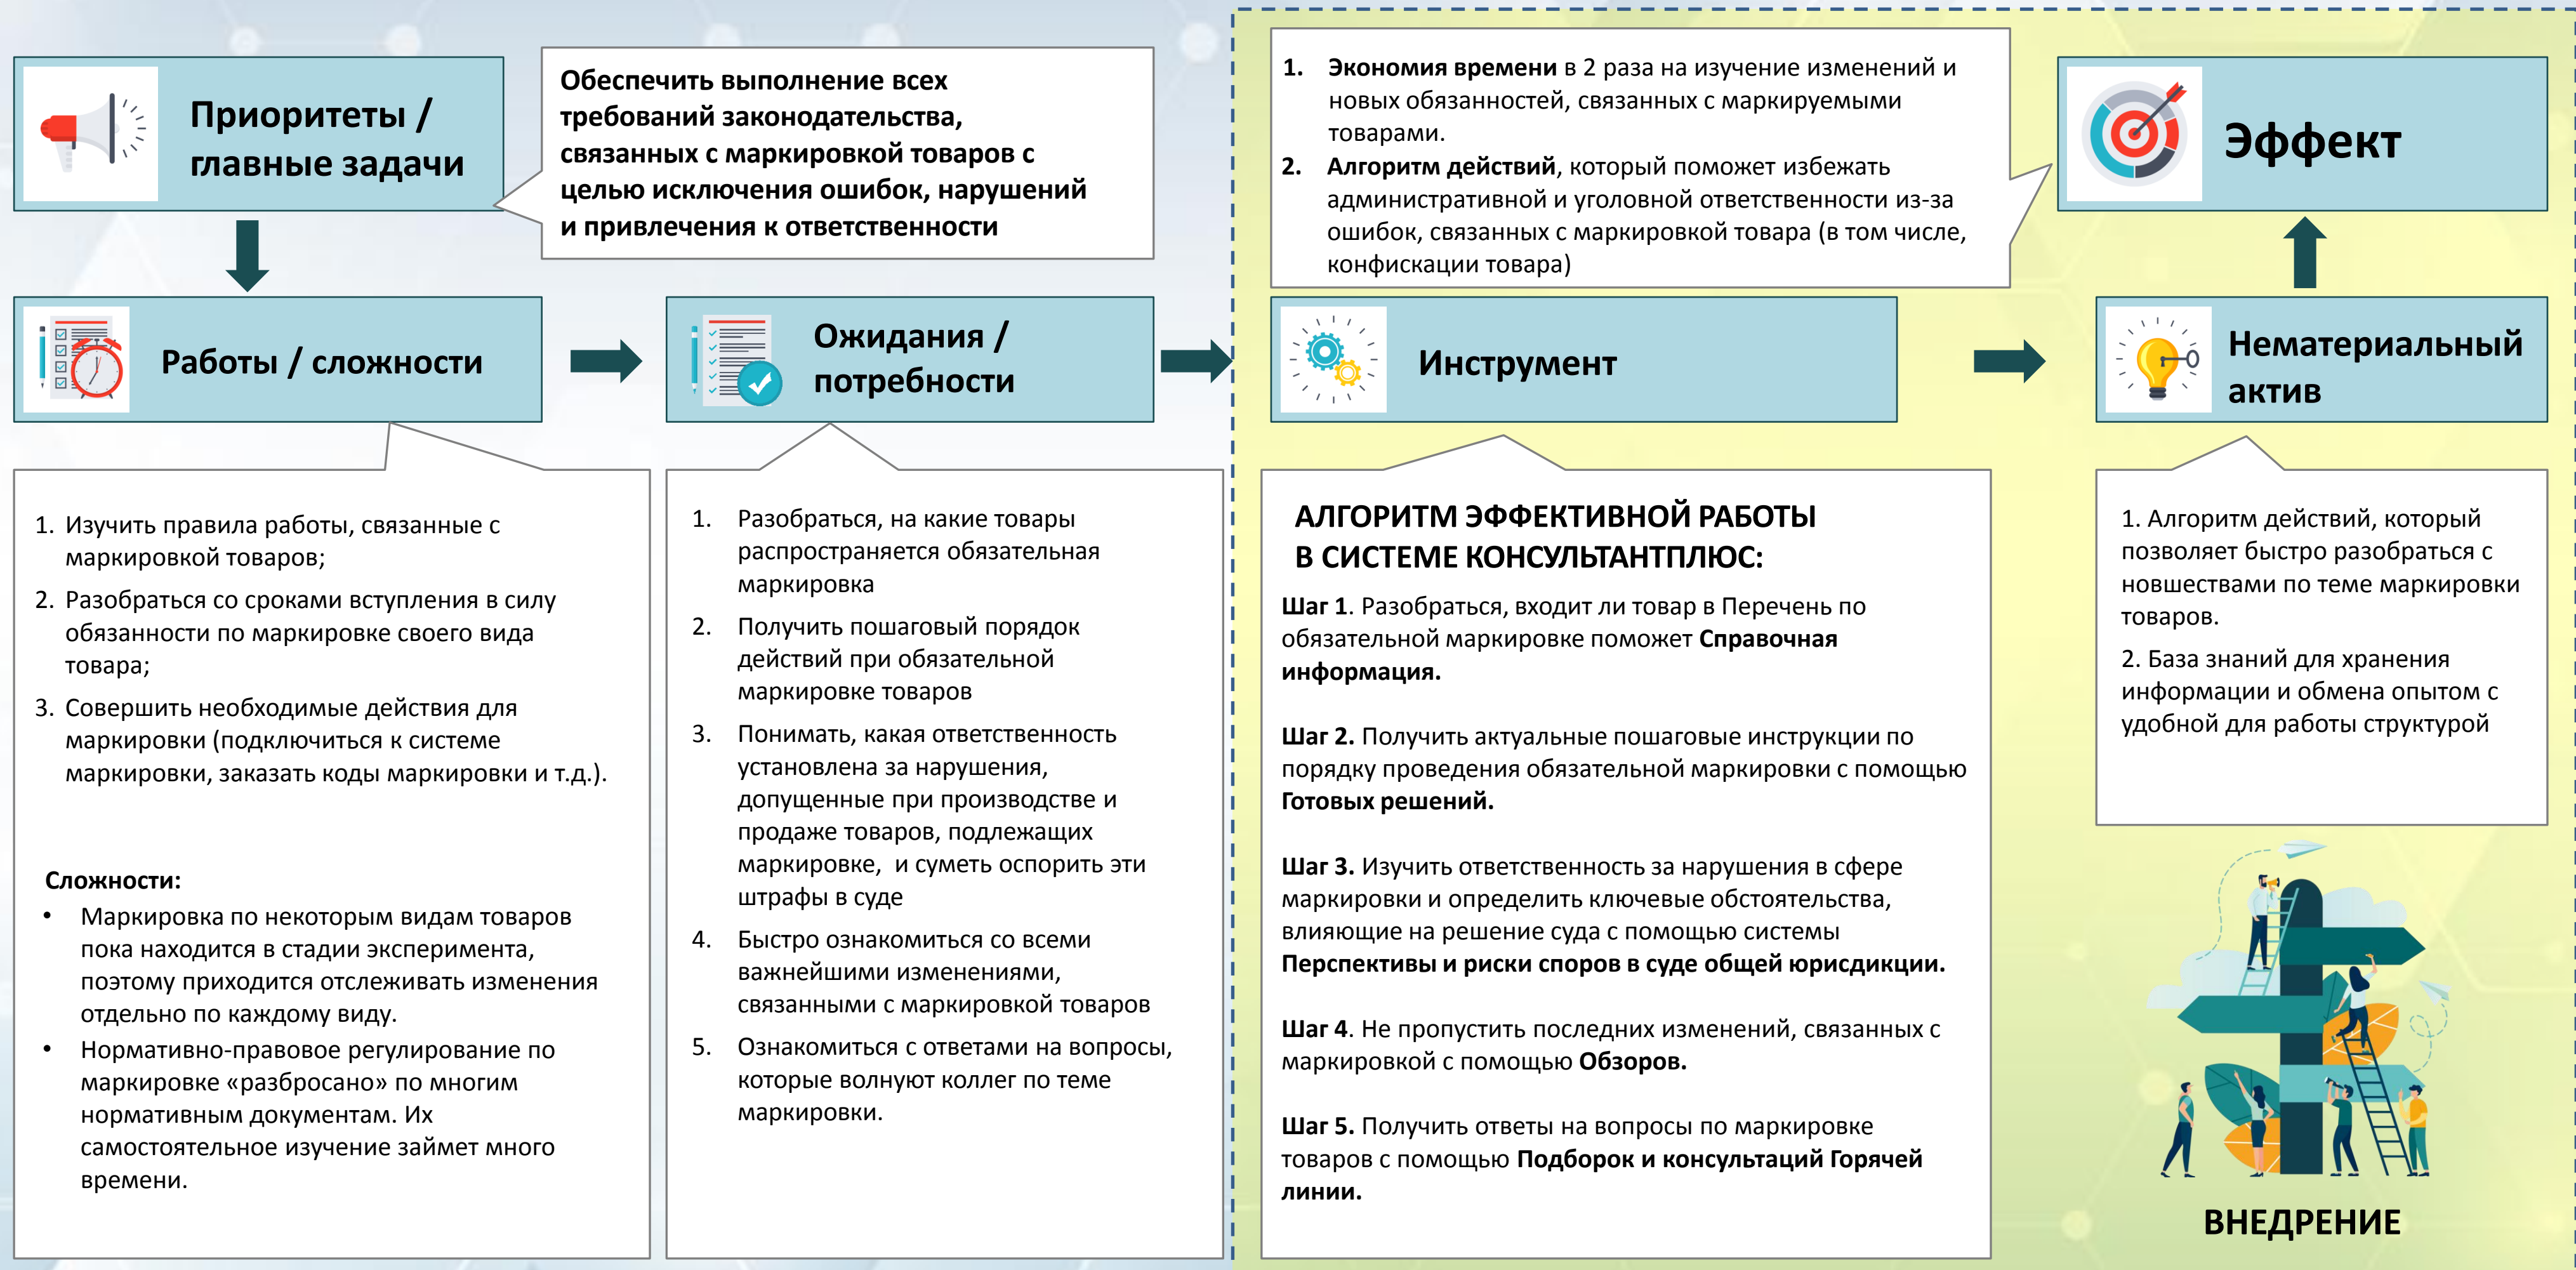 Приоритеты /
главные задачи
Обеспечить выполнение всех
требований законодательства,
связанных с маркировкой товаров с
целью исключения ошибок, нарушений
и привлечения к ответственности
Работы / сложности
1. Изучить правила работы, связанные с
маркировкой товаров;
2. Разобраться со сроками вступления в силу
обязанности по маркировке своего вида
товара;
3. Совершить необходимые действия для
маркировки (подключиться к системе
маркировки, заказать коды маркировки и т.д.).
Сложности:
• Маркировка по некоторым видам товаров
пока находится в стадии эксперимента,
поэтому приходится отслеживать изменения
отдельно по каждому виду.
• Нормативно-правовое регулирование по
маркировке «разбросано» по многим
нормативным документам. Их
самостоятельное изучение займет много
времени.
Ожидания /
потребности
1. Разобраться, на какие товары
распространяется обязательная
маркировка
2. Получить пошаговый порядок
действий при обязательной
маркировке товаров
3. Понимать, какая ответственность
установлена за нарушения,
допущенные при производстве и
продаже товаров, подлежащих
маркировке, и суметь оспорить эти
штрафы в суде
4. Быстро ознакомиться со всеми
важнейшими изменениями,
связанными с маркировкой товаров
5. Ознакомиться с ответами на вопросы,
которые волнуют коллег по теме
маркировки.
Инструмент
АЛГОРИТМ ЭФФЕКТИВНОЙ РАБОТЫ
В СИСТЕМЕ КОНСУЛЬТАНТПЛЮС:
Шаг 1. Разобраться, входит ли товар в Перечень по
обязательной маркировке поможет Справочная
информация.
Шаг 2. Получить актуальные пошаговые инструкции по
порядку проведения обязательной маркировки с помощью
Готовых решений.
Шаг 3. Изучить ответственность за нарушения в сфере
маркировки и определить ключевые обстоятельства,
влияющие на решение суда с помощью системы
Перспективы и риски споров в суде общей юрисдикции.
Шаг 4. Не пропустить последних изменений, связанных с
маркировкой с помощью Обзоров.
Шаг 5. Получить ответы на вопросы по маркировке
товаров с помощью Подборок и консультаций Горячей
линии.
Нематериальный
актив
1. Алгоритм действий, который
позволяет быстро разобраться с
новшествами по теме маркировки
товаров.
2. База знаний для хранения
информации и обмена опытом с
удобной для работы структурой
Эффект
1. Экономия времени в 2 раза на изучение изменений и
новых обязанностей, связанных с маркируемыми
товарами.
2. Алгоритм действий, который поможет избежать
административной и уголовной ответственности из-за
ошибок, связанных с маркировкой товара (в том числе,
конфискации товара)
ВНЕДРЕНИЕ